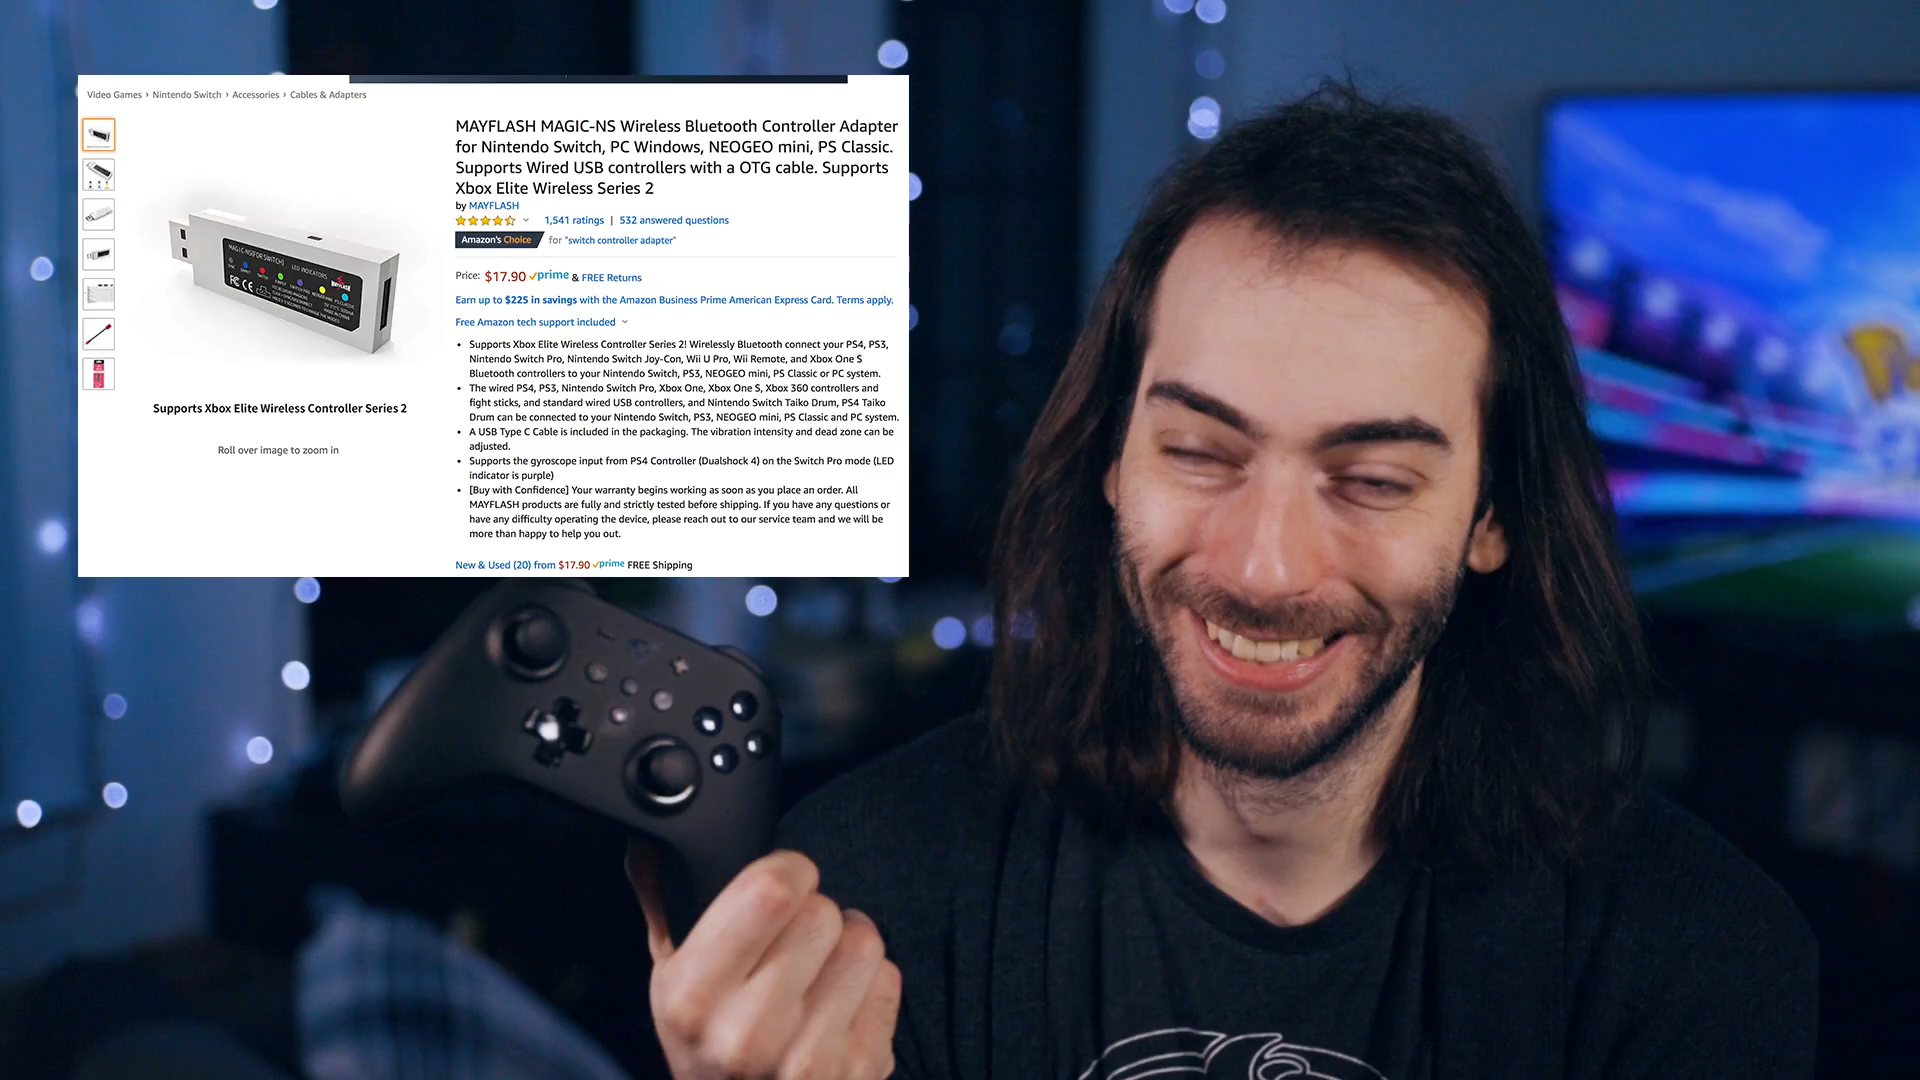 Video Games › Nintendo Switch › Accessories › Cables & Adapters
MAYFLASH MAGIC-NS Wireless Bluetooth Controller Adapter
for Nintendo Switch, PC Windows, NEOGEO mini, PS Classic.
Supports Wired USB controllers with a OTG cable. Supports
Xbox Elite Wireless Series 2
by MAYFLASH
1,541 ratings | 532 answered questions
Amazon's Choice for "switch controller adapter"
Price: $17.90 prime & FREE Returns
Earn up to $225 in savings with the Amazon Business Prime American Express Card. Terms apply.
Free Amazon tech support included
• Supports Xbox Elite Wireless Controller Series 2! Wirelessly Bluetooth connect your PS4, PS3,
Nintendo Switch Pro, Nintendo Switch Joy-Con, Wii U Pro, Wii Remote, and Xbox One S
Bluetooth controllers to your Nintendo Switch, PS3, NEOGEO mini, PS Classic or PC system.
• The wired PS4, PS3, Nintendo Switch Pro, Xbox One, Xbox One S, Xbox 360 controllers and
fight sticks, and standard wired USB controllers, and Nintendo Switch Taiko Drum, PS4 Taiko
Drum can be connected to your Nintendo Switch, PS3, NEOGEO mini, PS Classic and PC system.
• A USB Type C Cable is included in the packaging. The vibration intensity and dead zone can be
adjusted.
• Supports the gyroscope input from PS4 Controller (Dualshock 4) on the Switch Pro mode (LED
indicator is purple)
• [Buy with Confidence] Your warranty begins working as soon as you place an order. All
MAYFLASH products are fully and strictly tested before shipping. If you have any questions or
have any difficulty operating the device, please reach out to our service team and we will be
more than happy to help you out.
New & Used (20) from $17.90 prime FREE Shipping
MAGIC-NS(FOR SWITCH) LED INDICATORS
MAYFLASH
FC CE
Supports Xbox Elite Wireless Controller Series 2
Roll over image to zoom in